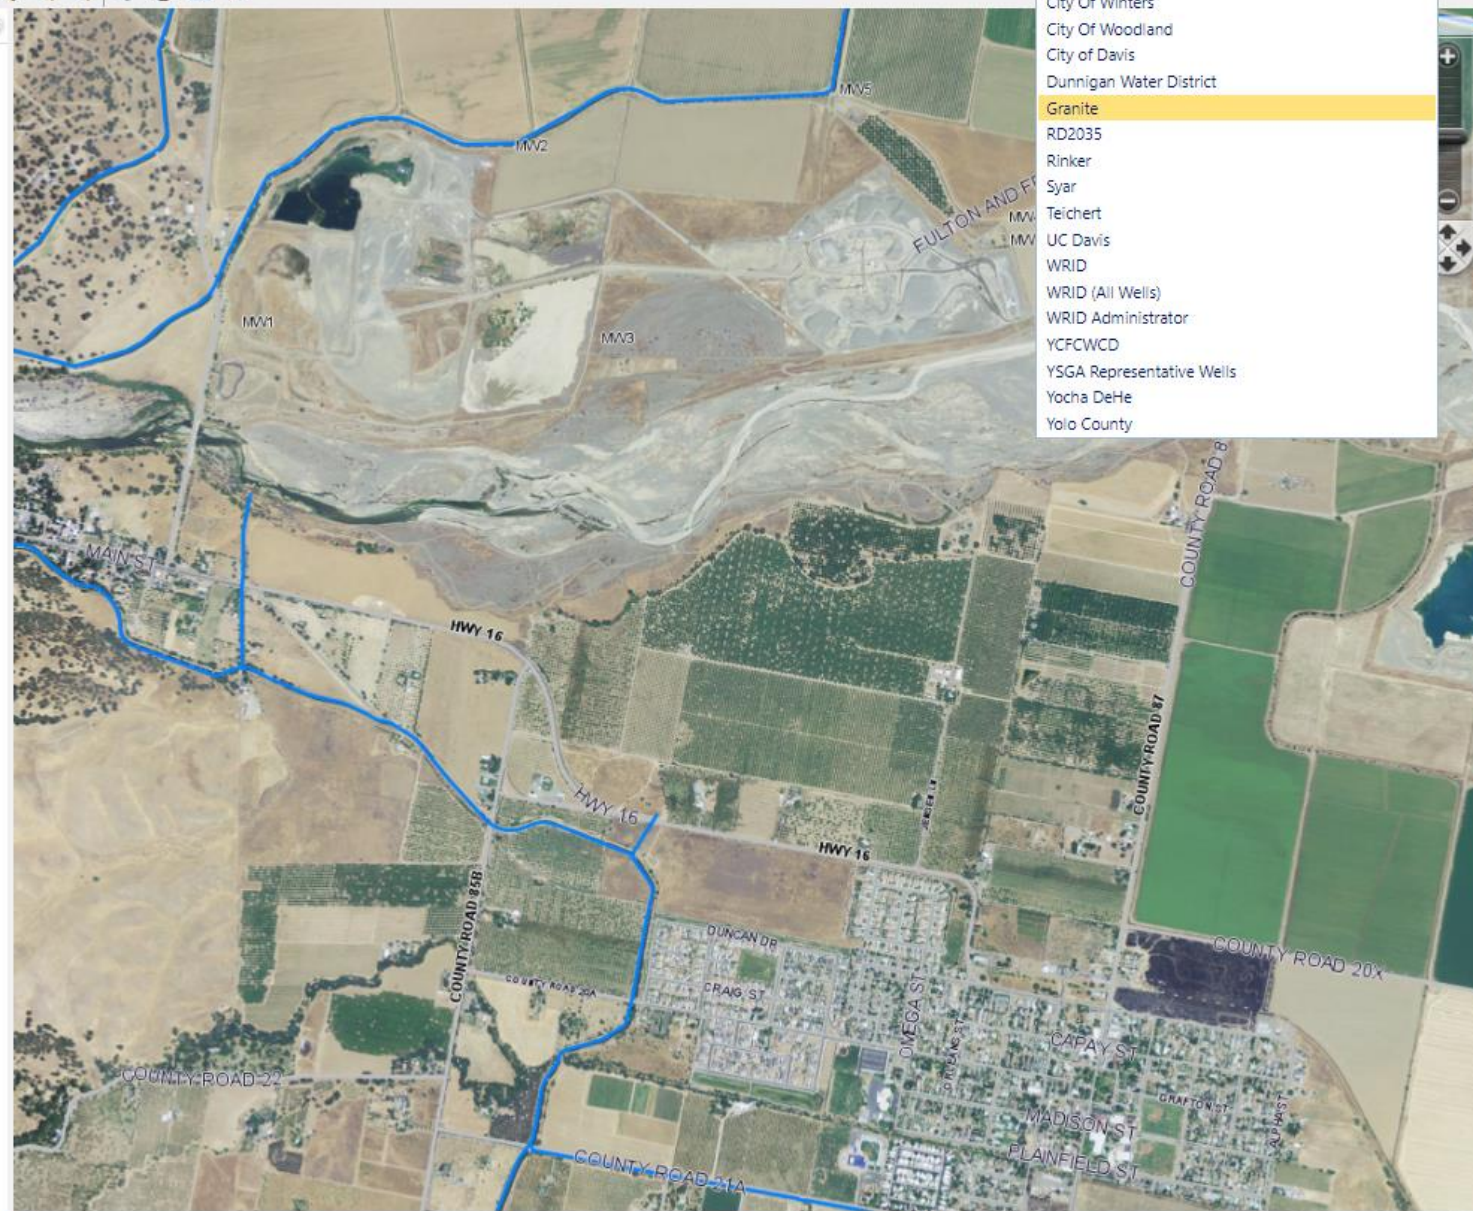 City Of Winters
City Of Woodland
City of Davis
Dunnigan Water District
Granite
RD2035
Rinker
Syar
Teichert
UC Davis
WRID
WRID (All Wells)
WRID Administrator
YCFCWCD
YSGA Representative Wells
Yocha DeHe
Yolo County
MW5
MW2
FULTON AND
MW1
MW3
COUNTY ROAD 8
MAIN ST
HWY 16
COUNTY ROAD 87
HWY 16
HWY 16
COUNTY ROAD 85B
DUNCAN DR
COUNTY ROAD 20X
CRAIG ST
OMEGA ST
CAPAY ST
COUNTY ROAD 22
GRAFTON ST
ALPHA ST
MADISON ST
PLAINFIELD ST
COUNTY ROAD 21A